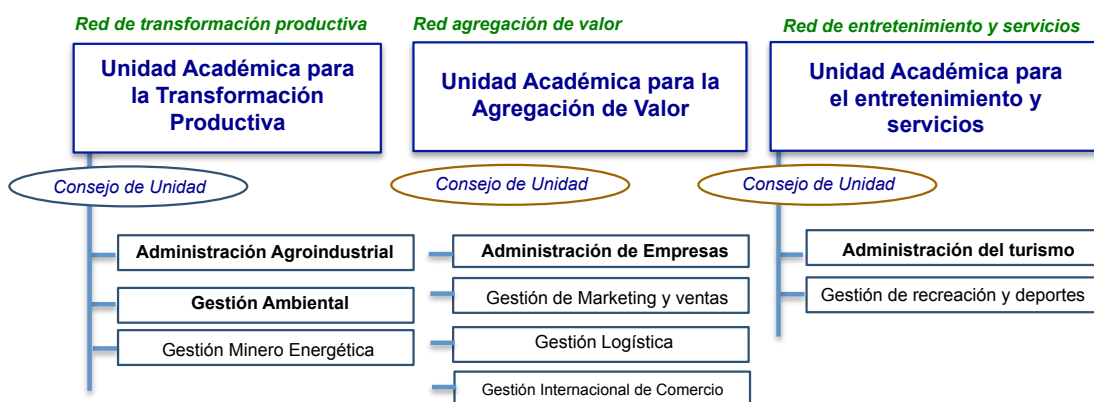 Red de transformación productiva
Unidad Académica para
la Transformación
Productiva
Consejo de Unidad
Administración Agroindustrial
Gestión Ambiental
Gestión Minero Energética
Red agregación de valor
Unidad Académica para la
Agregación de Valor
Consejo de Unidad
Administración de Empresas
Gestión de Marketing y ventas
Gestión Logística
Gestión Internacional de Comercio
Red de entretenimiento y servicios
Unidad Académica para
el entretenimiento y
servicios
Consejo de Unidad
Administración del turismo
Gestión de recreación y deportes